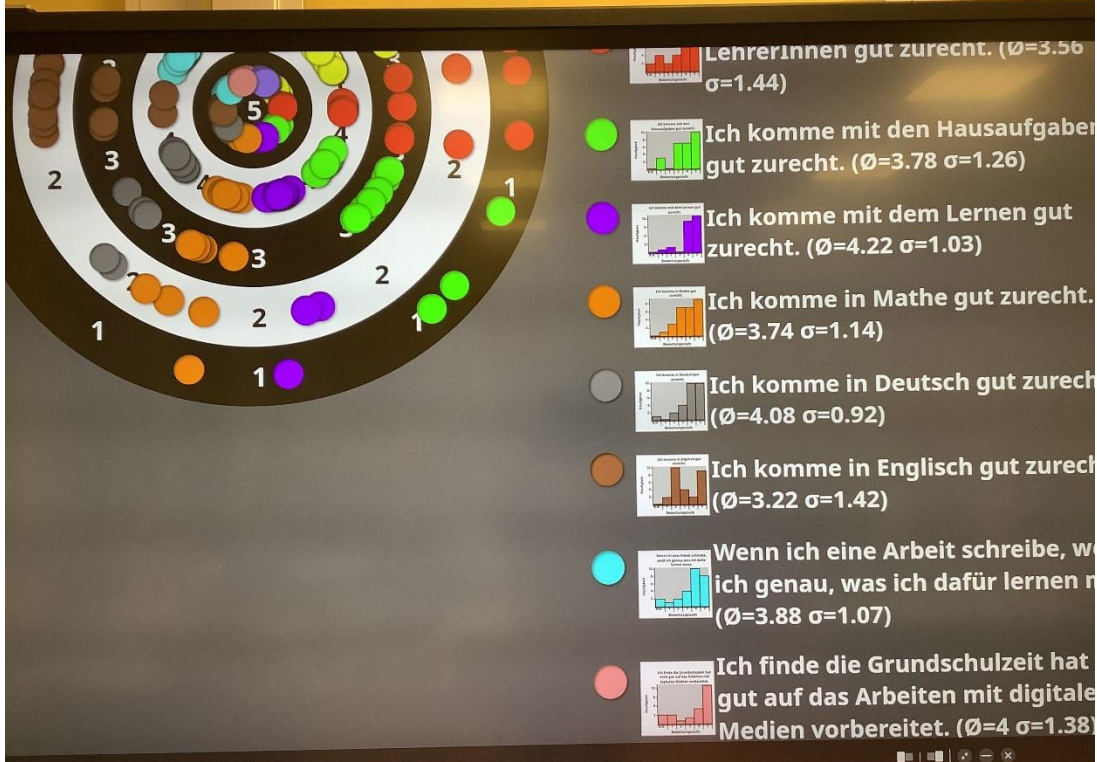 LehrerInnen gut zurecht. (Ø=3.56
σ=1.44)
Ich komme mit den Hausaufgaben
gut zurecht. (Ø=3.78 σ=1.26)
Ich komme mit dem Lernen gut
zurecht. (Ø=4.22 σ=1.03)
Ich komme in Mathe gut zurecht.
(Ø=3.74 σ=1.14)
Ich komme in Deutsch gut zurech
(Ø=4.08 σ=0.92)
Ich komme in Englisch gut zurech
(Ø=3.22 σ=1.42)
Wenn ich eine Arbeit schreibe, we
ich genau, was ich dafür lernen
(Ø=3.88 σ=1.07)
Ich finde die Grundschulzeit hat
gut auf das Arbeiten mit digitale
Medien vorbereitet. (Ø=4 σ=1.38)
5
4
4
3
3
3
2
2
2
2
1
1
1
1